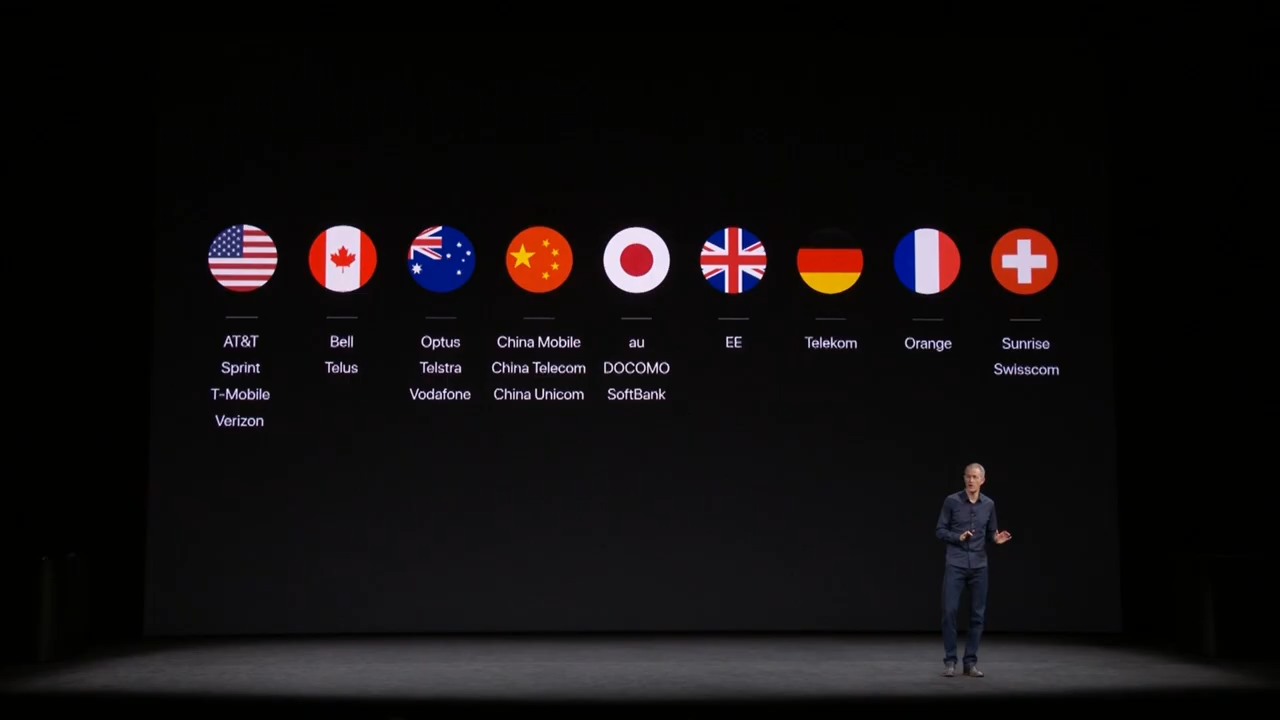 AT&T
Sprint
T-Mobile
Verizon
Bell
Telus
Optus
Telstra
Vodafone
China Mobile
China Telecom
China Unicom
au
DOCOMO
SoftBank
EE
Telekom
Orange
Sunrise
Swisscom